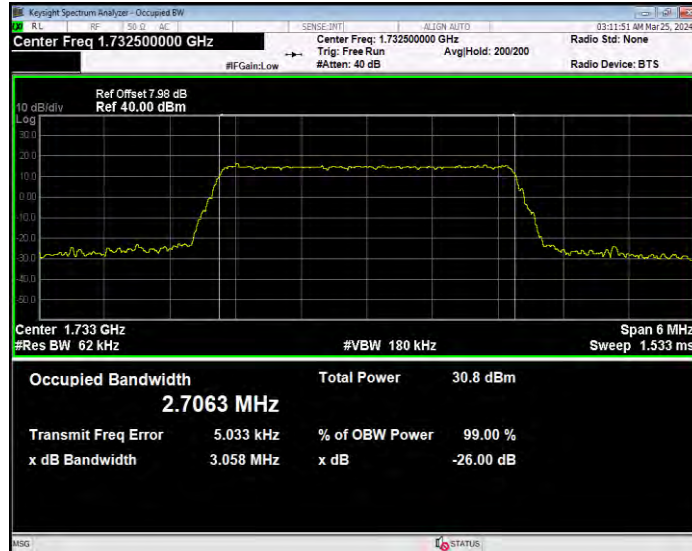 Keysight Spectrum Analyzer - Occupied BW
RL RF 50 Ω AC SENSE:INT ALIGN AUTO 03:11:51 AM Mar 25, 2024
Center Freq 1.732500000 GHz Center Freq: 1.732500000 GHz Radio Std: None
Trig: Free Run Avg|Hold: 200/200
#IFGain:Low #Atten: 40 dB Radio Device: BTS
Ref Offset 7.98 dB
10 dB/div Ref 40.00 dBm
Log
30.0
20.0
10.0
0.00
-10.0
-20.0
-30.0
-40.0
-50.0
Center 1.733 GHz Span 6 MHz
#Res BW 62 kHz #VBW 180 kHz Sweep 1.533 ms
Occupied Bandwidth Total Power 30.8 dBm
2.7063 MHz
Transmit Freq Error 5.033 kHz % of OBW Power 99.00 %
x dB Bandwidth 3.058 MHz x dB -26.00 dB
MSG STATUS